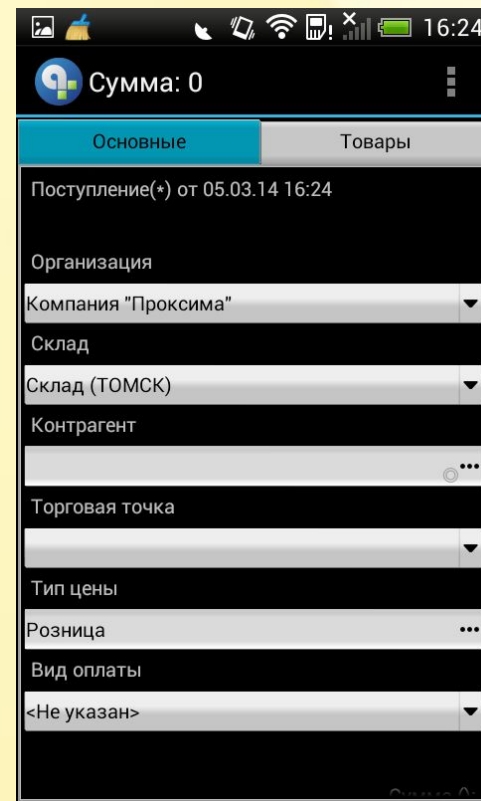 16:24
Сумма: 0
Основные
Товары
Поступление(*) от 05.03.14 16:24
Организация
Компания "Проксима"
Склад
Склад (ТОМСК)
Контрагент
Торговая точка
Тип цены
Розница
Вид оплаты
<Не указан>